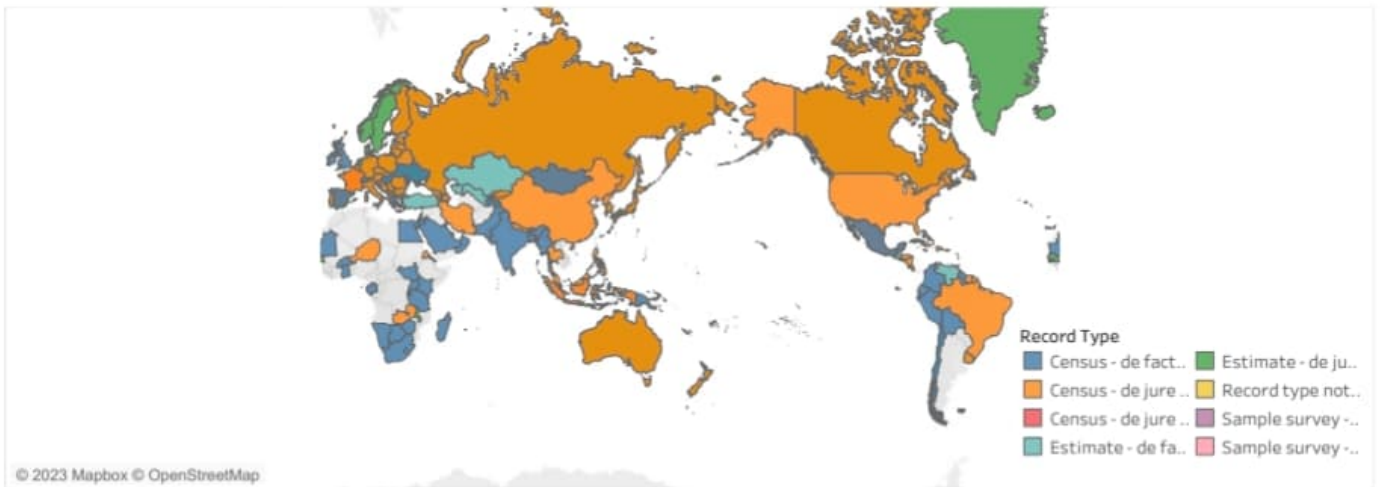 Record Type
Census - de fact..
Estimate - de ju..
Census - de jure ..
Record type not..
Census - de jure ..
Sample survey -..
Estimate - de fa..
Sample survey -..
© 2023 Mapbox © OpenStreetMap